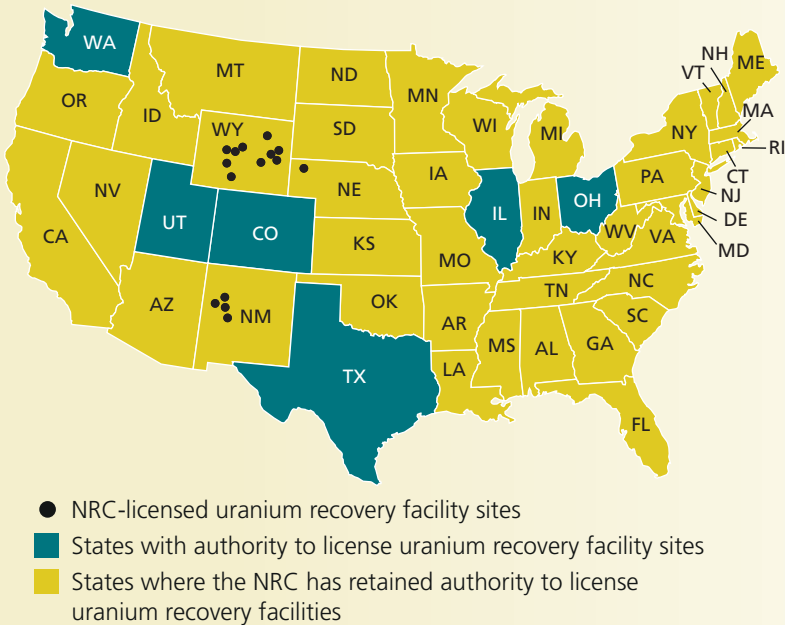 WA
MT
ND
MN
OR
ID
WY
SD
WI
MI
NY
VT
NH
ME
MA
RI
CT
NJ
DE
MD
PA
NV
UT
CO
NE
IA
IL
IN
OH
WV
VA
CA
KS
MO
KY
NC
TN
AZ
NM
OK
AR
SC
MS
AL
GA
TX
LA
FL
NRC-licensed uranium recovery facility sites
States with authority to license uranium recovery facility sites
States where the NRC has retained authority to license
uranium recovery facilities